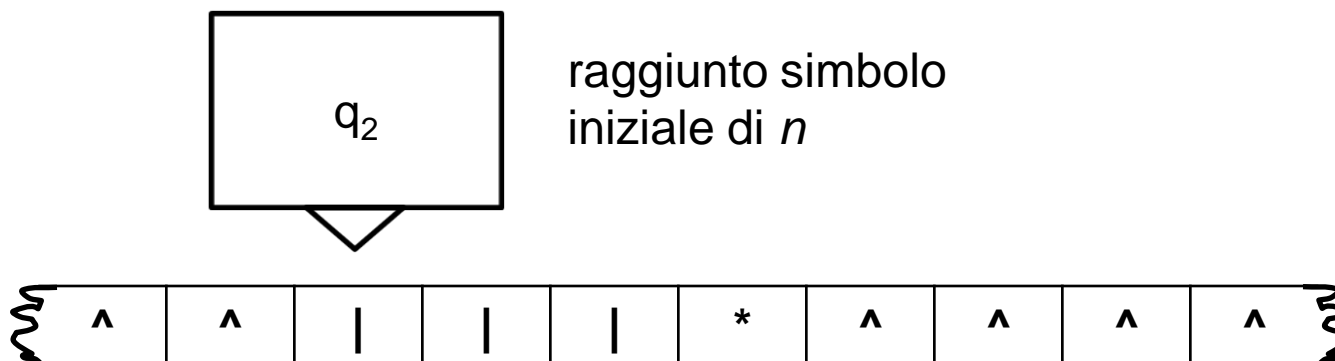 q₂
raggiunto simbolo
iniziale di n
^ ^ | | | * ^ ^ ^ ^